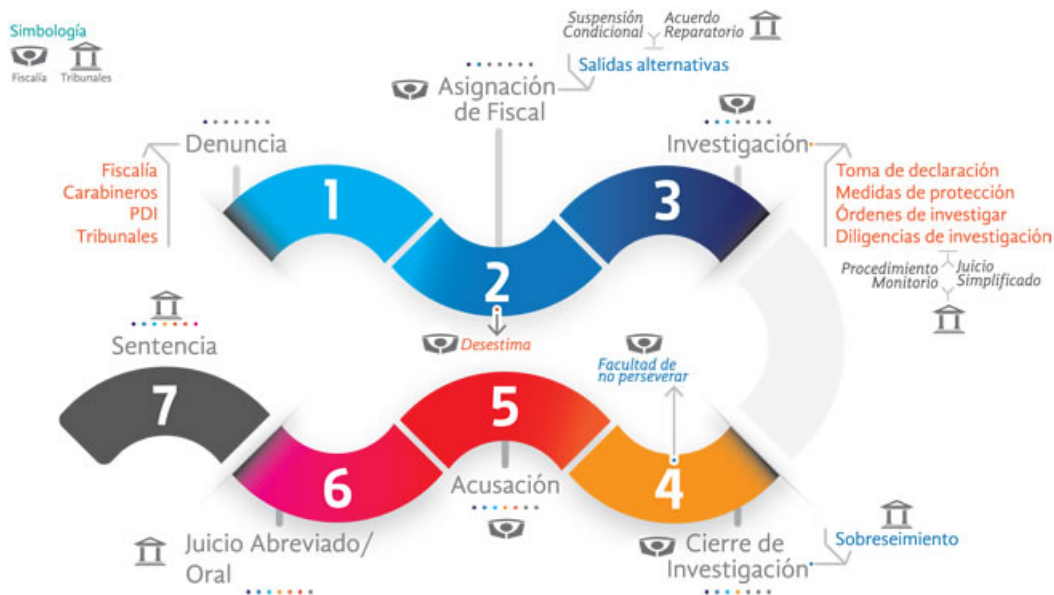 Simbología
Fiscalía
Tribunales
Suspensión
Condicional
Acuerdo
Reparatorio
Salidas alternativas
Asignación
de Fiscal
Denuncia
Fiscalía
Carabineros
PDI
Tribunales
Investigación
Toma de declaración
Medidas de protección
Órdenes de investigar
Diligencias de investigación
Procedimiento
Monitorio
Juicio
Simplificado
1
2
3
Desestima
Facultad de
no perseverar
Sentencia
7
6
5
4
Acusación
Juicio Abreviado/
Oral
Cierre de
Investigación
Sobreseimiento